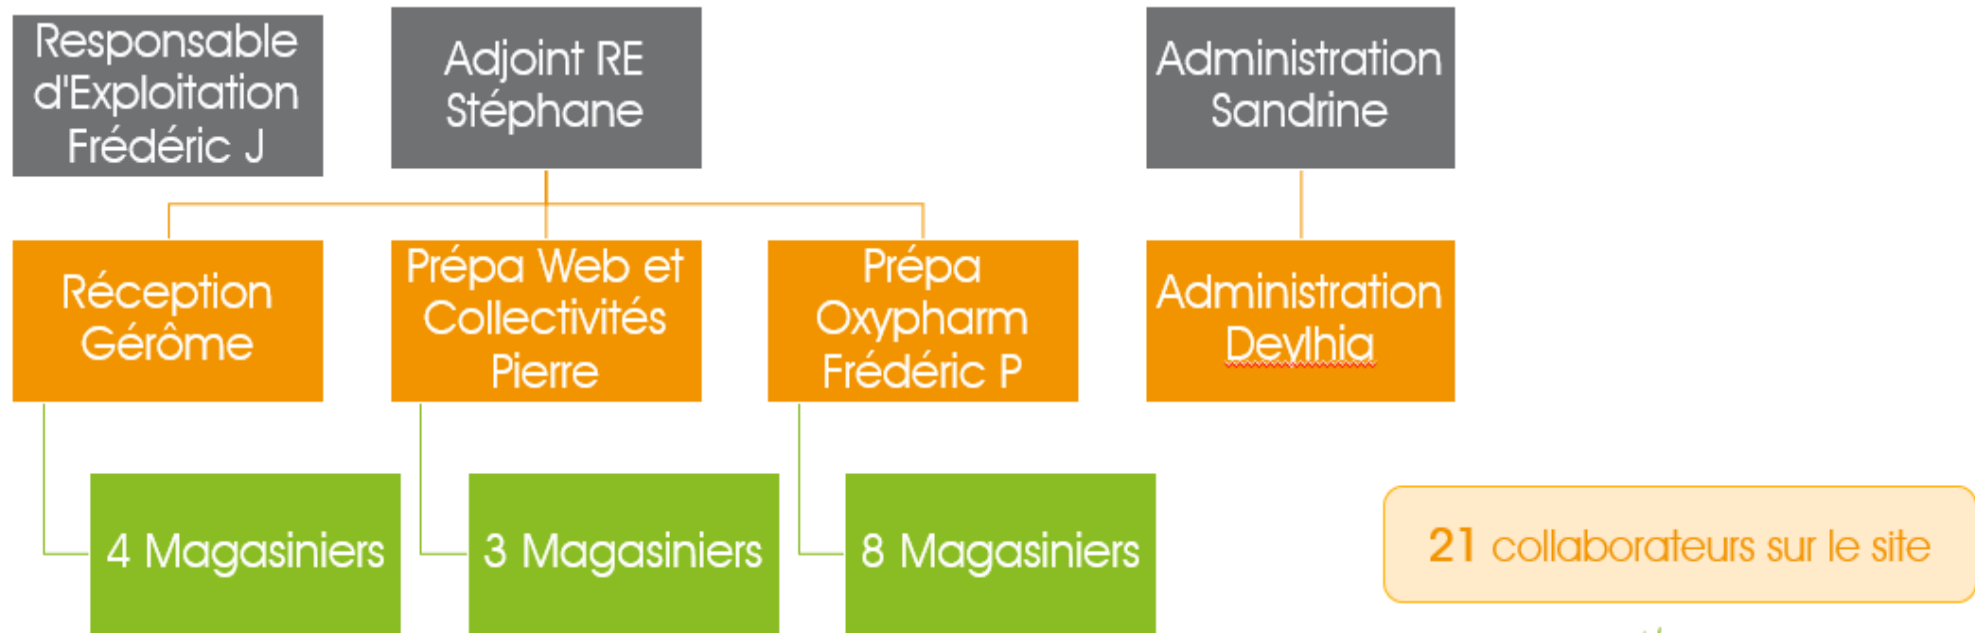 Responsable
d'Exploitation
Frédéric J
Adjoint RE
Stéphane
Administration
Sandrine
Réception
Gérôme
Prépa Web et
Collectivités
Pierre
Prépa
Oxypharm
Frédéric P
Administration
Devlhia
4 Magasiniers
3 Magasiniers
8 Magasiniers
21 collaborateurs sur le site